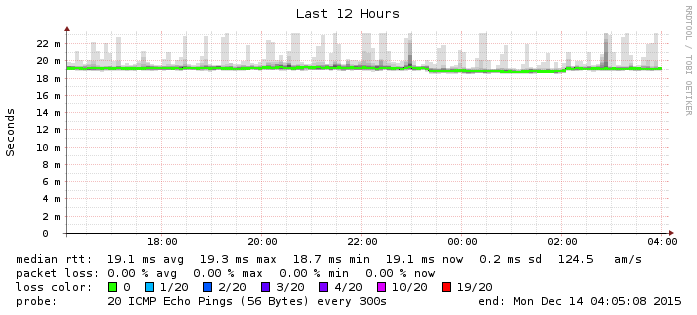 Last 12 Hours
RRDTOOL / TOBI OETIKER
Seconds
22 m
20 m
18 m
16 m
14 m
12 m
10 m
8 m
6 m
4 m
2 m
0
18:00 20:00 22:00 00:00 02:00 04:00
median rtt: 19.1 ms avg 19.3 ms max 18.7 ms min 19.1 ms now 0.2 ms sd 124.5 am/s
packet loss: 0.00 % avg 0.00 % max 0.00 % min 0.00 % now
loss color: 0 1/20 2/20 3/20 4/20 10/20 19/20
probe: 20 ICMP Echo Pings (56 Bytes) every 300s end: Mon Dec 14 04:05:08 2015